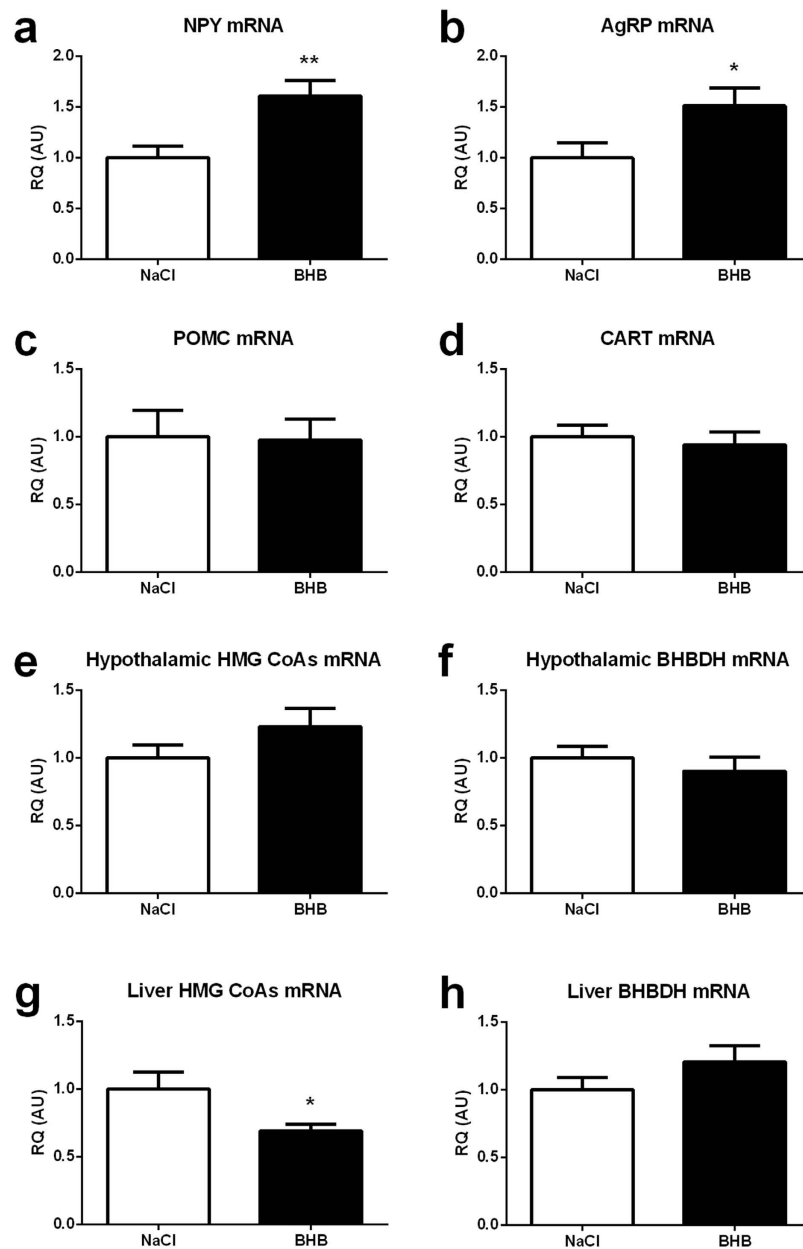 a
NPY mRNA
**
RQ (AU)
2.0
1.5
1.0
0.5
0.0
NaCl
BHB
b
AgRP mRNA
*
RQ (AU)
2.0
1.5
1.0
0.5
0.0
NaCl
BHB
c
POMC mRNA
RQ (AU)
1.5
1.0
0.5
0.0
NaCl
BHB
d
CART mRNA
RQ (AU)
1.5
1.0
0.5
0.0
NaCl
BHB
e
Hypothalamic HMG CoAs mRNA
RQ (AU)
1.5
1.0
0.5
0.0
NaCl
BHB
f
Hypothalamic BHBDH mRNA
RQ (AU)
1.5
1.0
0.5
0.0
NaCl
BHB
g
Liver HMG CoAs mRNA
*
RQ (AU)
1.5
1.0
0.5
0.0
NaCl
BHB
h
Liver BHBDH mRNA
RQ (AU)
1.5
1.0
0.5
0.0
NaCl
BHB